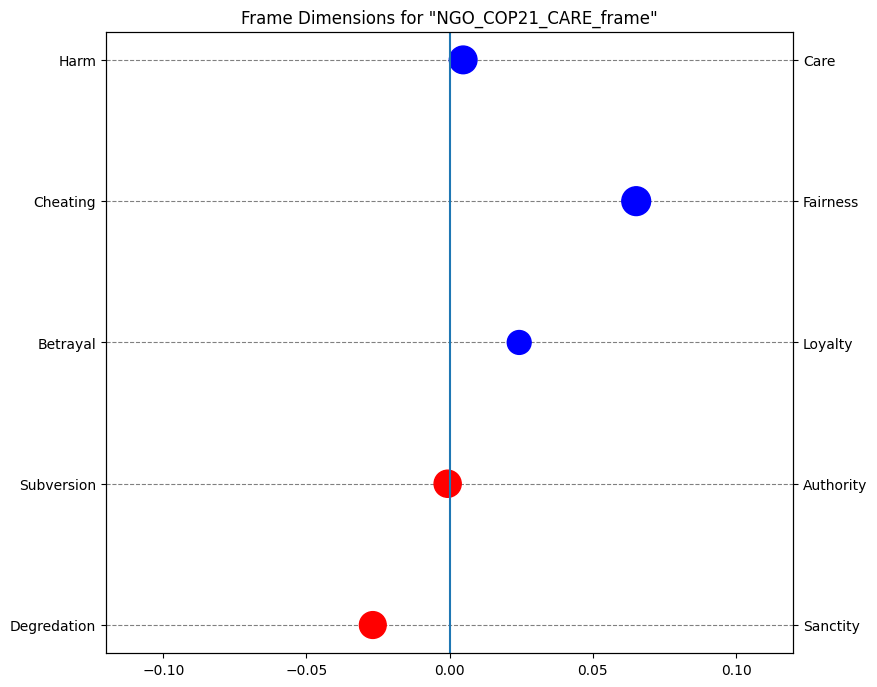 Frame Dimensions for "NGO_COP21_CARE_frame"
Harm
Care
Cheating
Fairness
Betrayal
Loyalty
Subversion
Authority
Degredation
Sanctity
−0.10
−0.05
0.00
0.05
0.10